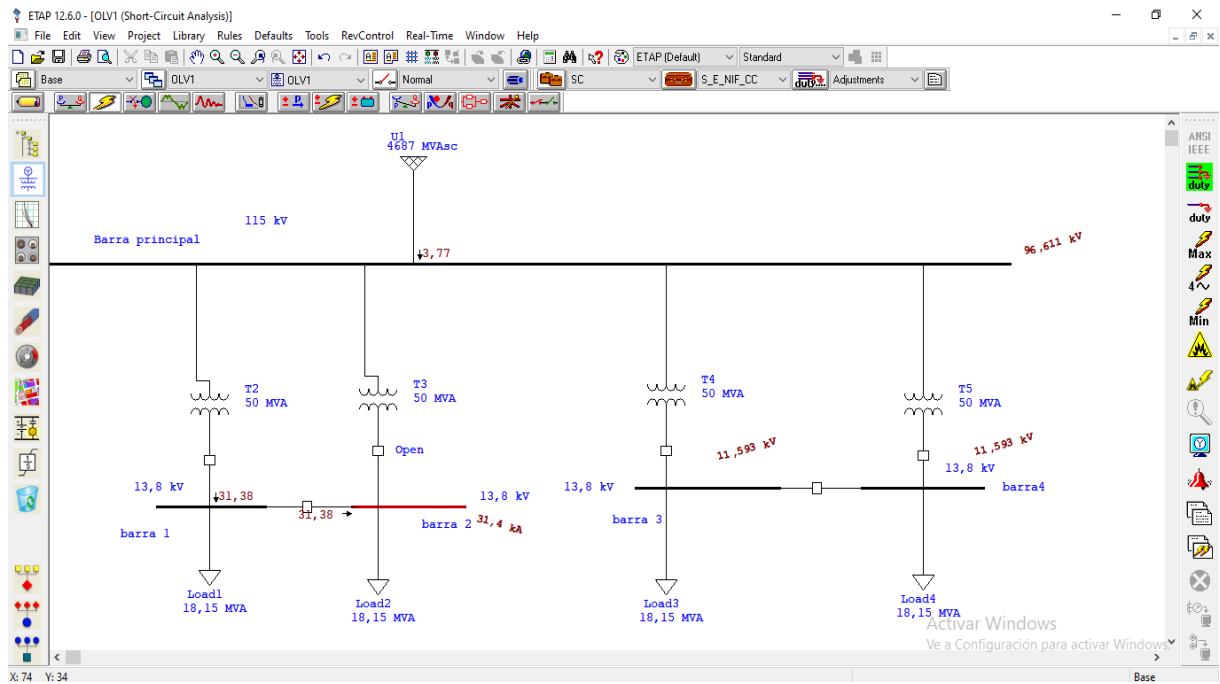 ETAP 12.6.0 - [OLV1 (Short-Circuit Analysis)]
File Edit View Project Library Rules Defaults Tools RevControl Real-Time Window Help
ETAP (Default) Standard
Base OLV1 OLV1 Normal SC S_E_NIF_CC duty... Adjustments
U1
4687 MVAsc
115 kV
Barra principal
3,77
96,611 kV
T2
50 MVA
T3
50 MVA
T4
50 MVA
T5
50 MVA
Open
11,593 kV
11,593 kV
13,8 kV
13,8 kV
31,38
13,8 kV
13,8 kV
barra4
31,38
barra 2
31,4 kA
barra 3
barra 1
Load1
18,15 MVA
Load2
18,15 MVA
Load3
18,15 MVA
Load4
18,15 MVA
ANSI
IEEE
duty
duty
Max
4
Min
Activar Windows
Ve a Configuración para activar Windows.
X: 74 Y: 34
Base